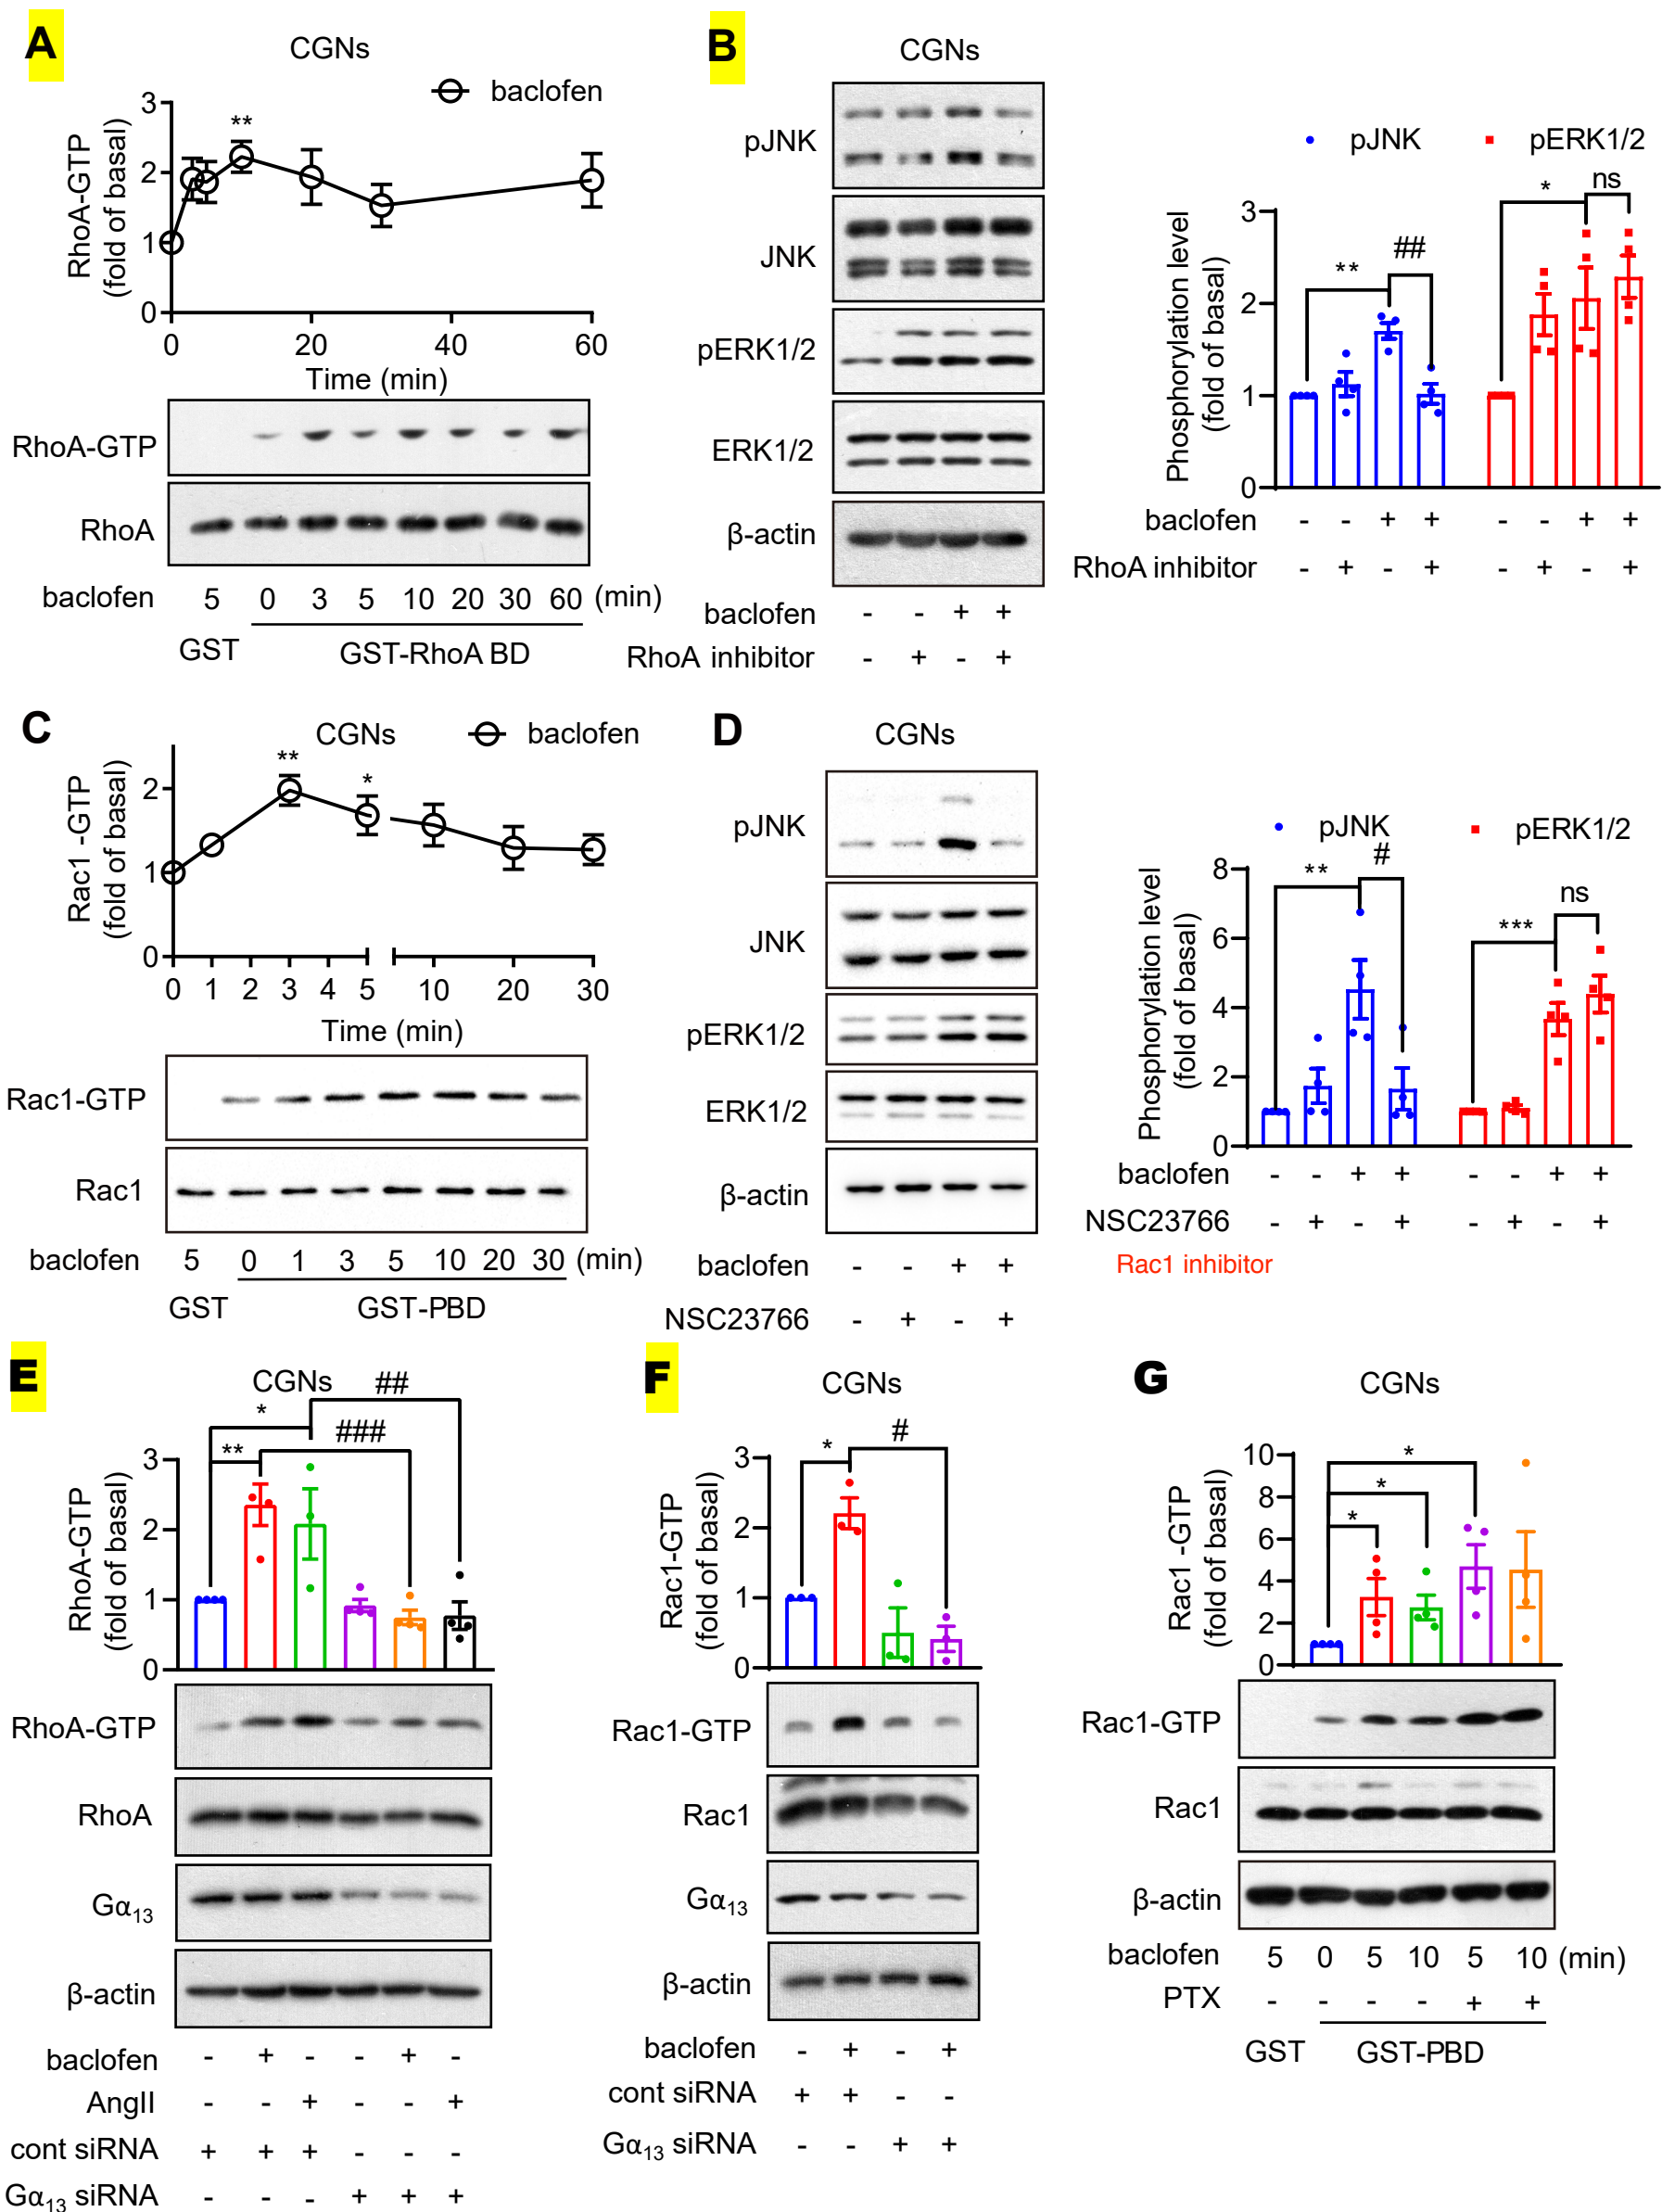 A
CGNs
baclofen
RhoA-GTP
(fold of basal)
3
2
1
0
**
0 20 40 60
Time (min)
RhoA-GTP
RhoA
baclofen 5 0 3 5 10 20 30 60 (min)
GST GST-RhoA BD
B
CGNs
pJNK
JNK
pERK1/2
ERK1/2
β-actin
baclofen - - + +
RhoA inhibitor - + - +
pJNK pERK1/2
Phosphorylation level
(fold of basal)
3
2
1
0
** ## * ns
baclofen - - + + - - + +
RhoA inhibitor - + - + - + - +
C
CGNs
baclofen
Rac1 -GTP
(fold of basal)
2
1
0
** *
0 1 2 3 4 5 10 20 30
Time (min)
Rac1-GTP
Rac1
baclofen 5 0 1 3 5 10 20 30 (min)
GST GST-PBD
D
CGNs
pJNK
JNK
pERK1/2
ERK1/2
β-actin
baclofen - - + +
NSC23766 - + - +
pJNK pERK1/2
Phosphorylation level
(fold of basal)
8
6
4
2
0
** # *** ns
baclofen - - + + - - + +
NSC23766 - + - + - + - +
Rac1 inhibitor
E
CGNs
##
*
** ###
RhoA-GTP
(fold of basal)
3
2
1
0
RhoA-GTP
RhoA
Gα13
β-actin
baclofen - + - - + -
AngII - - + - - +
cont siRNA + + + - - -
Gα13 siRNA - - - + + +
F
CGNs
* #
Rac1-GTP
(fold of basal)
3
2
1
0
Rac1-GTP
Rac1
Gα13
β-actin
baclofen - + - +
cont siRNA + + - -
Gα13 siRNA - - + +
G
CGNs
*
*
*
Rac1 -GTP
(fold of basal)
10
8
6
4
2
0
Rac1-GTP
Rac1
β-actin
baclofen 5 0 5 10 5 10 (min)
PTX - - - - + +
GST GST-PBD